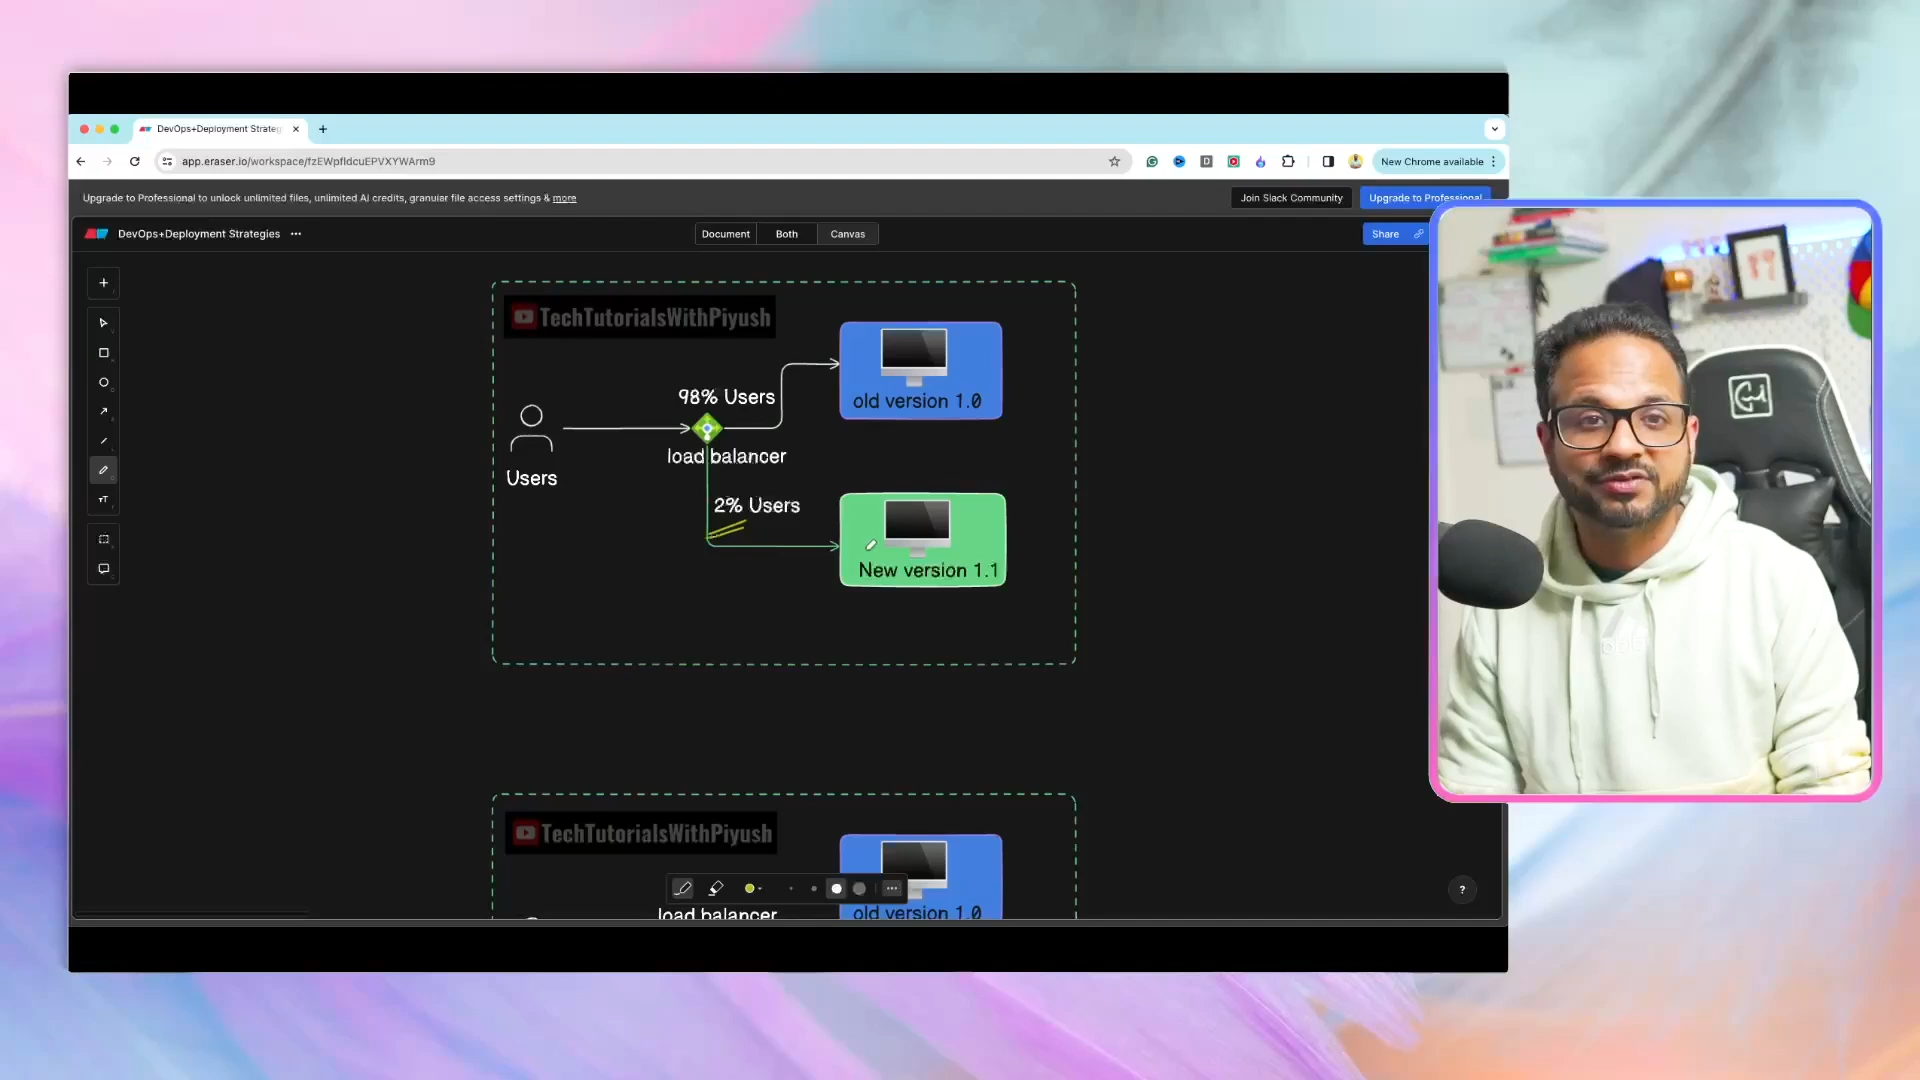 DevOps+Deployment Strateg
app.eraser.io/workspace/fzEWpfIdcuEPVXYWArm9
New Chrome available
Upgrade to Professional to unlock unlimited files, unlimited AI credits, granular file access settings & more
Join Slack Community
Upgrade to Professional
DevOps+Deployment Strategies
Document
Both
Canvas
Share
TechTutorialsWithPiyush
98% Users
old version 1.0
load balancer
Users
2% Users
New version 1.1
TechTutorialsWithPiyush
load balancer
old version 1.0
?